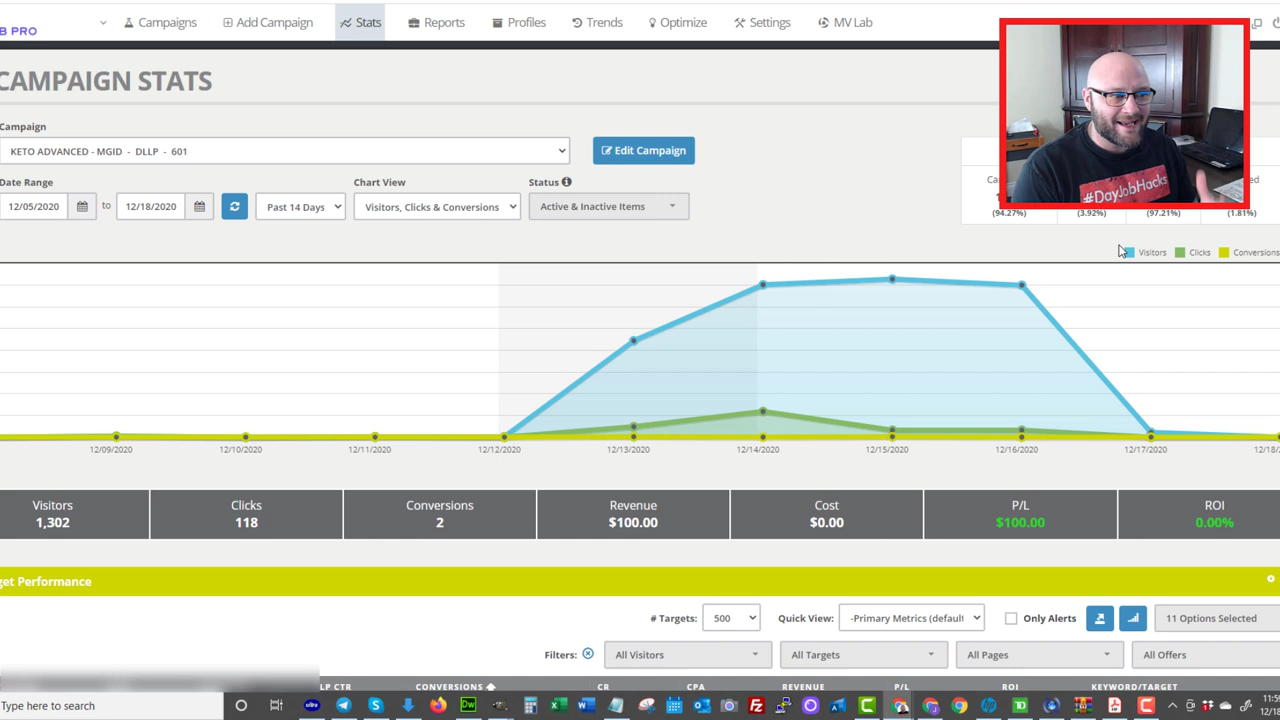 B PRO
Campaigns
Add Campaign
Stats
Reports
Profiles
Trends
Optimize
Settings
MV Lab
CAMPAIGN STATS
#DayJobHacks
Campaign
KETO ADVANCED - MGID - DLLP - 601
Edit Campaign
Date Range
Chart View
Status
12/05/2020
to
12/18/2020
Past 14 Days
Visitors, Clicks & Conversions
Active & Inactive Items
(94.27%)
(3.92%)
(97.21%)
(1.81%)
Visitors
Clicks
Conversions
12/09/2020
12/10/2020
12/11/2020
12/12/2020
12/13/2020
12/14/2020
12/15/2020
12/16/2020
12/17/2020
12/18/
Visitors
1,302
Clicks
118
Conversions
2
Revenue
$100.00
Cost
$0.00
P/L
$100.00
ROI
0.00%
get Performance
# Targets:
500
Quick View:
-Primary Metrics (default
Only Alerts
11 Options Selected
Filters:
All Visitors
All Targets
All Pages
All Offers
LP CTR
CONVERSIONS
CR
CPA
REVENUE
P/L
ROI
KEYWORD/TARGET
Type here to search
11:5
12/18